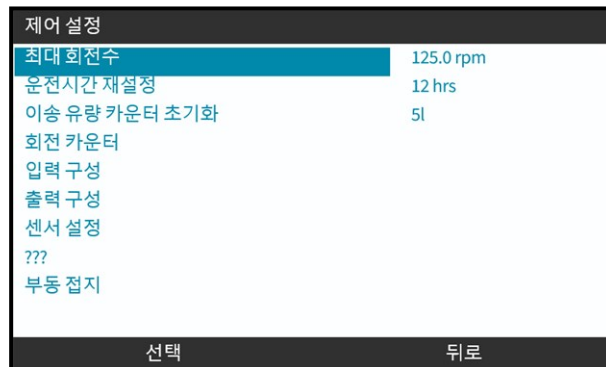 제어 설정
최대 회전수 125.0 rpm
운전시간 재설정 12 hrs
이송 유량 카운터 초기화 5l
회전 카운터
입력 구성
출력 구성
센서 설정
???
부동 접지
선택 뒤로